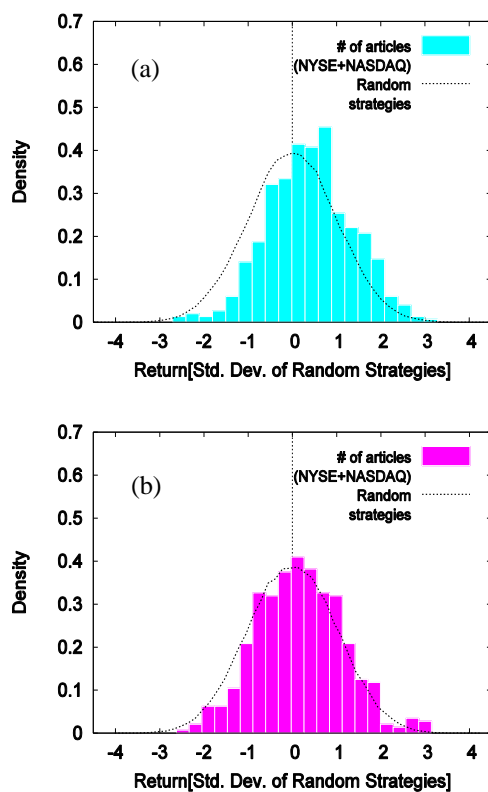 0.7
0.6
0.5
0.4
0.3
0.2
0.1
0
Density
(a)
# of articles
(NYSE+NASDAQ)
Random
strategies
-4 -3 -2 -1 0 1 2 3 4
Return[Std. Dev. of Random Strategies]
0.7
0.6
0.5
0.4
0.3
0.2
0.1
0
Density
(b)
# of articles
(NYSE+NASDAQ)
Random
strategies
-4 -3 -2 -1 0 1 2 3 4
Return[Std. Dev. of Random Strategies]